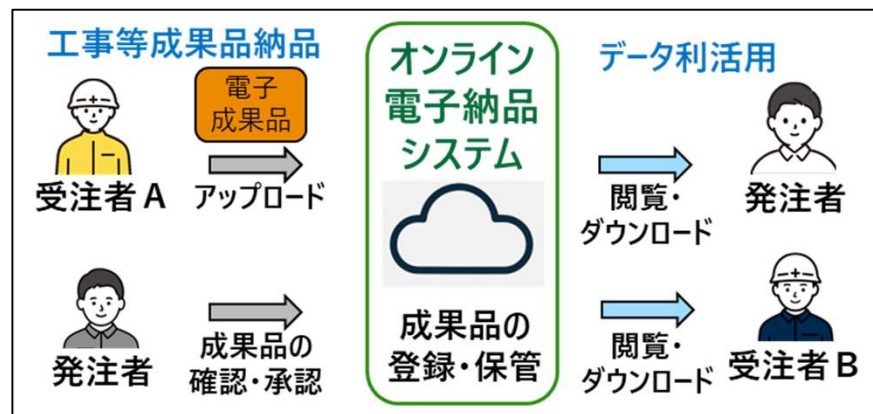 工事等成果品納品
電子
成果品
受注者A
アップロード
発注者
成果品の
確認・承認
オンライン
電子納品
システム
成果品の
登録・保管
データ利活用
閲覧・
ダウンロード
発注者
閲覧・
ダウンロード
受注者B